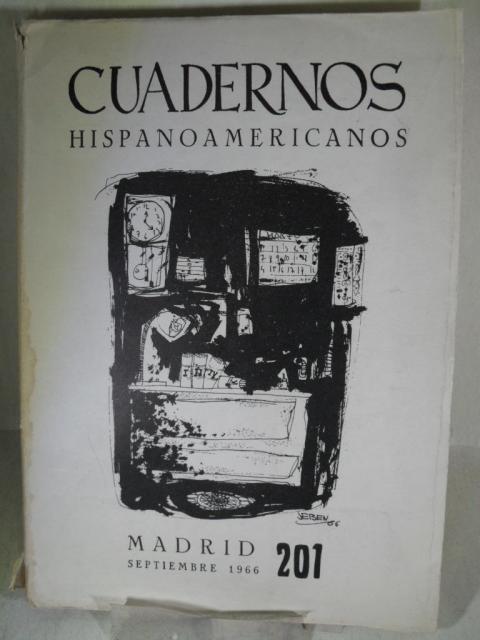 CUADERNOS
HISPANOAMERICANOS
MADRID
SEPTIEMBRE 1966
201